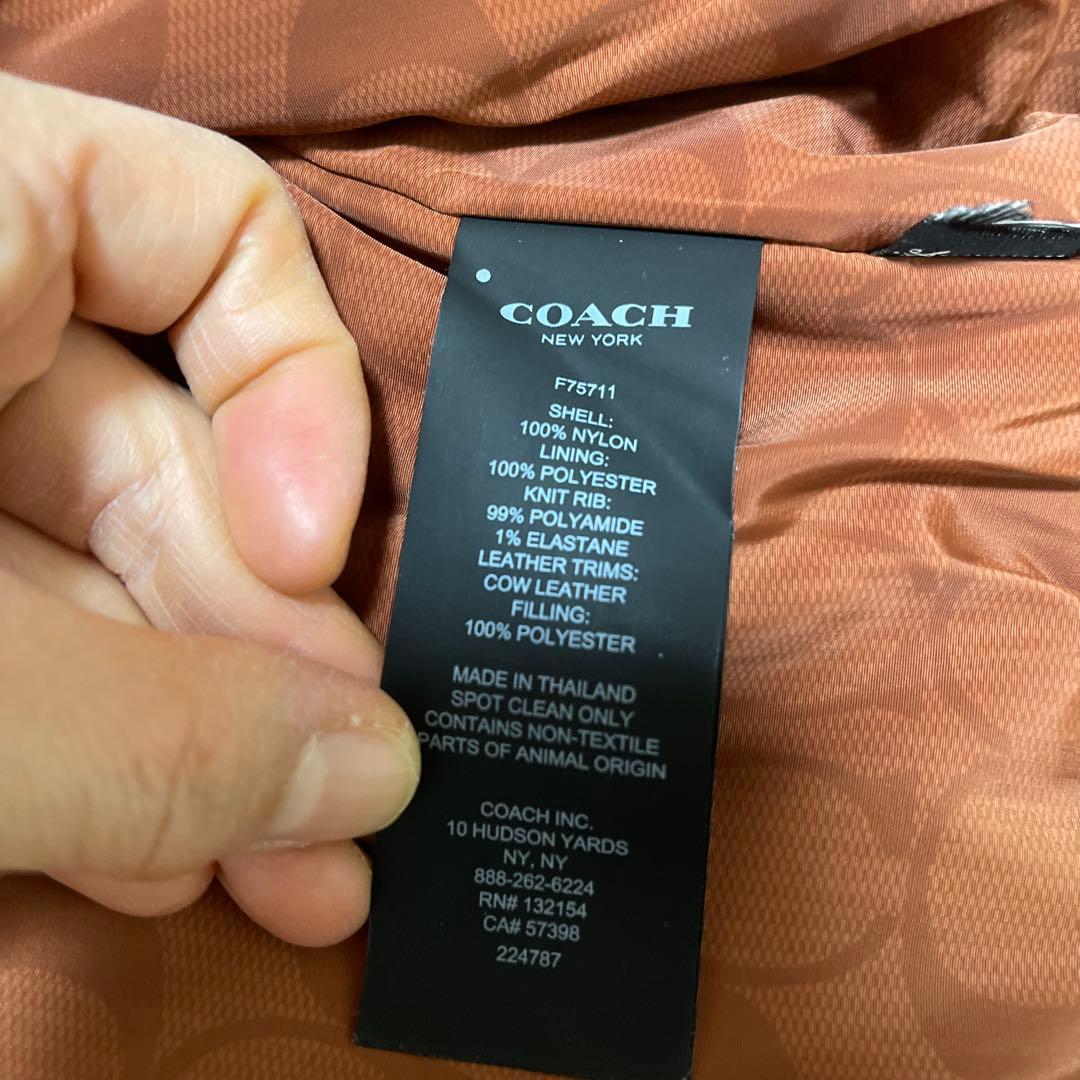 COACH
NEW YORK
F75711
SHELL:
100% NYLON
LINING:
100% POLYESTER
KNIT RIB:
99% POLYAMIDE
1% ELASTANE
LEATHER TRIMS:
COW LEATHER
FILLING:
100% POLYESTER
MADE IN THAILAND
SPOT CLEAN ONLY
CONTAINS NON-TEXTILE
PARTS OF ANIMAL ORIGIN
COACH INC.
10 HUDSON YARDS
NY, NY
888-262-6224
RN# 132154
CA# 57398
224787